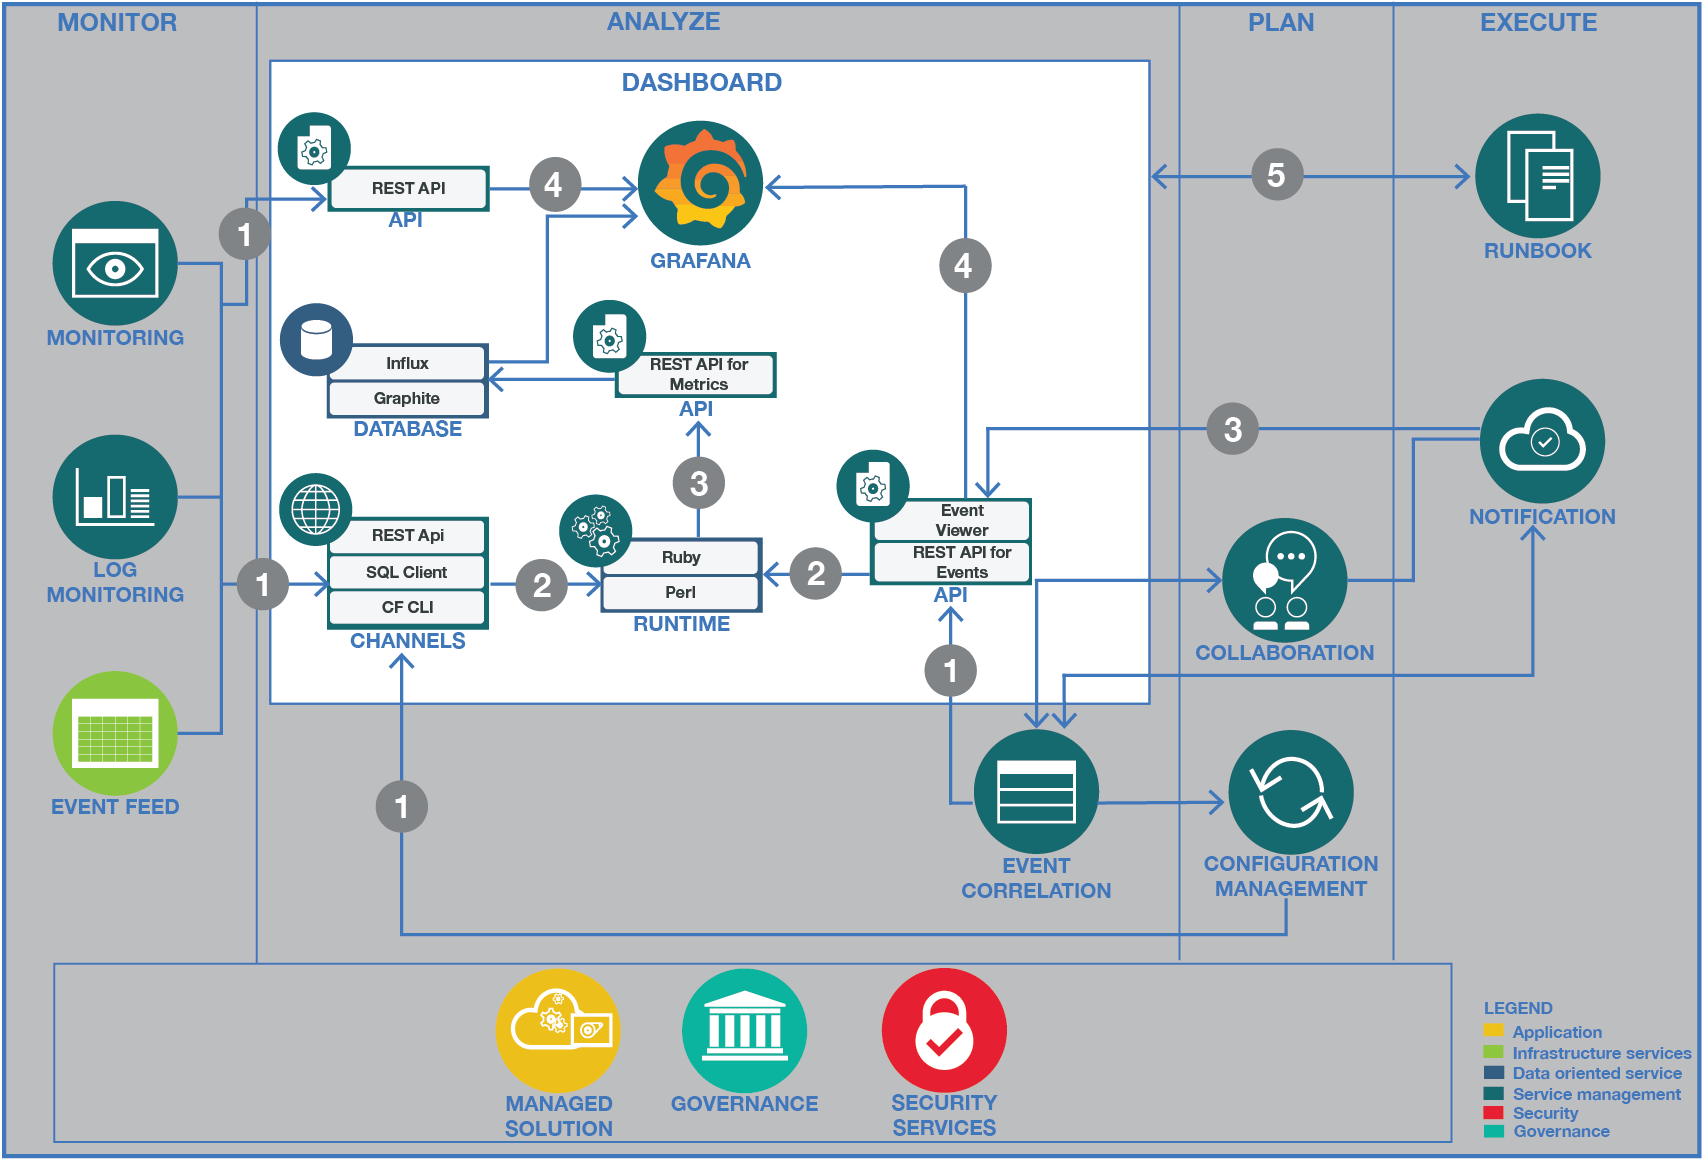 MONITOR
ANALYZE
PLAN
EXECUTE
DASHBOARD
REST API
API
4
GRAFANA
1
MONITORING
5
RUNBOOK
4
Influx
Graphite
DATABASE
REST API for
Metrics
API
3
3
NOTIFICATION
LOG
MONITORING
1
REST Api
SQL Client
CF CLI
CHANNELS
2
Ruby
Perl
RUNTIME
2
Event
Viewer
REST API for
Events
API
1
COLLABORATION
EVENT FEED
1
EVENT
CORRELATION
CONFIGURATION
MANAGEMENT
MANAGED
SOLUTION
GOVERNANCE
SECURITY
SERVICES
LEGEND
Application
Infrastructure services
Data oriented service
Service management
Security
Governance